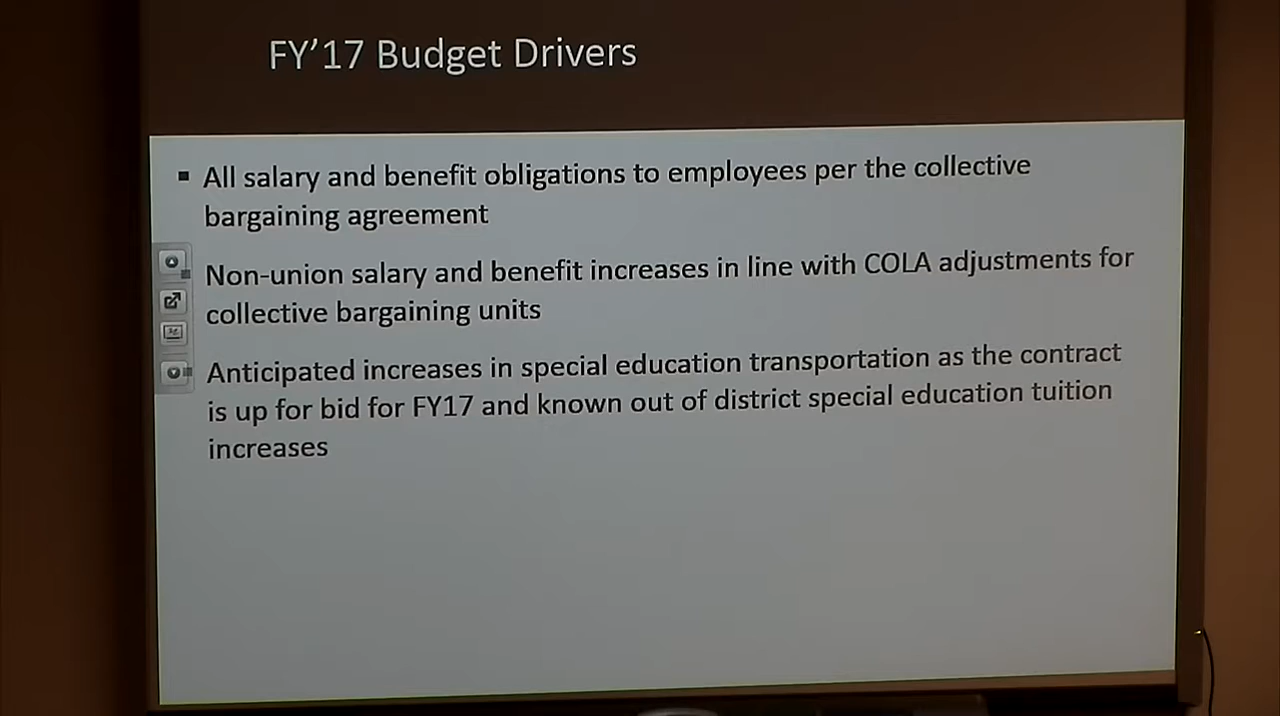 FY'17 Budget Drivers
▪ All salary and benefit obligations to employees per the collective
bargaining agreement
Non-union salary and benefit increases in line with COLA adjustments for
collective bargaining units
Anticipated increases in special education transportation as the contract
is up for bid for FY17 and known out of district special education tuition
increases